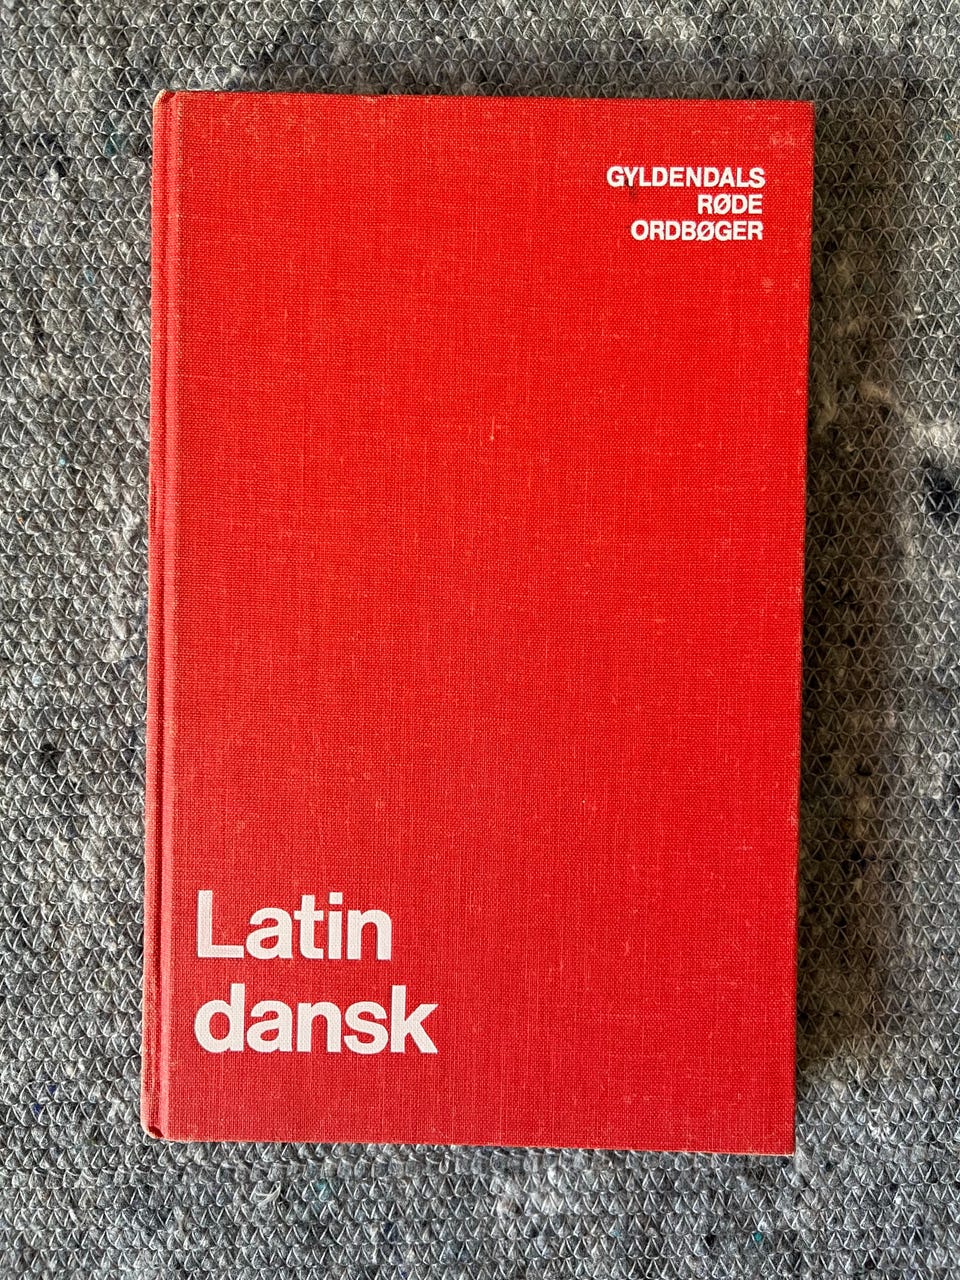 GYLDENDALS
RØDE
ORDBØGER
Latin
dansk